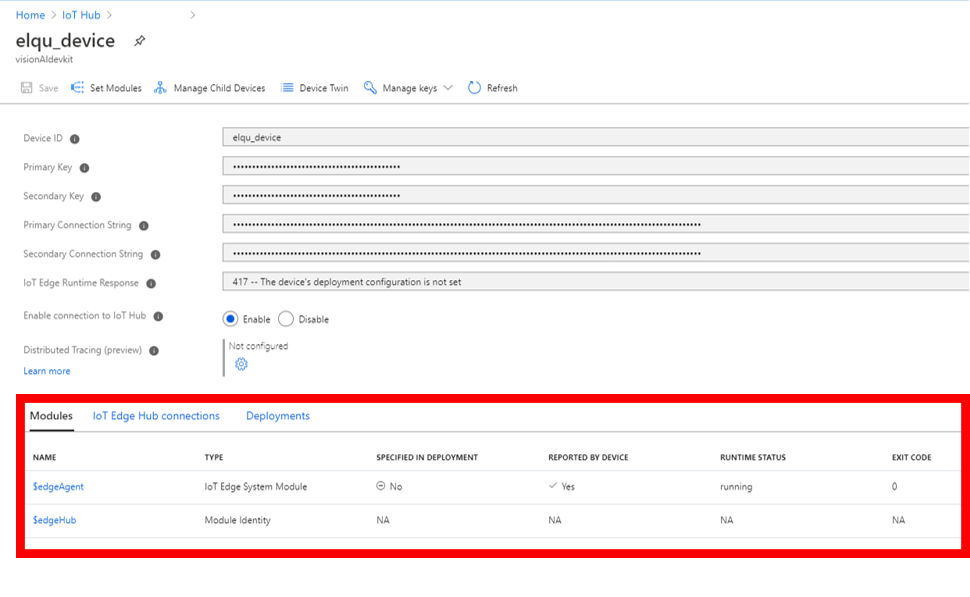 Home > IoT Hub > >
elqu_device
visionAIdevkit
Save Set Modules Manage Child Devices Device Twin Manage keys Refresh
Device ID elqu_device
Primary Key ••••••••••••••••••••••••••••••••••••••••••••
Secondary Key ••••••••••••••••••••••••••••••••••••••••••••
Primary Connection String
Secondary Connection String
IoT Edge Runtime Response 417 -- The device's deployment configuration is not set
Enable connection to IoT Hub Enable Disable
Distributed Tracing (preview) Not configured
Learn more
Modules IoT Edge Hub connections Deployments
NAME TYPE SPECIFIED IN DEPLOYMENT REPORTED BY DEVICE RUNTIME STATUS EXIT CODE
$edgeAgent IoT Edge System Module No Yes running 0
$edgeHub Module Identity NA NA NA NA